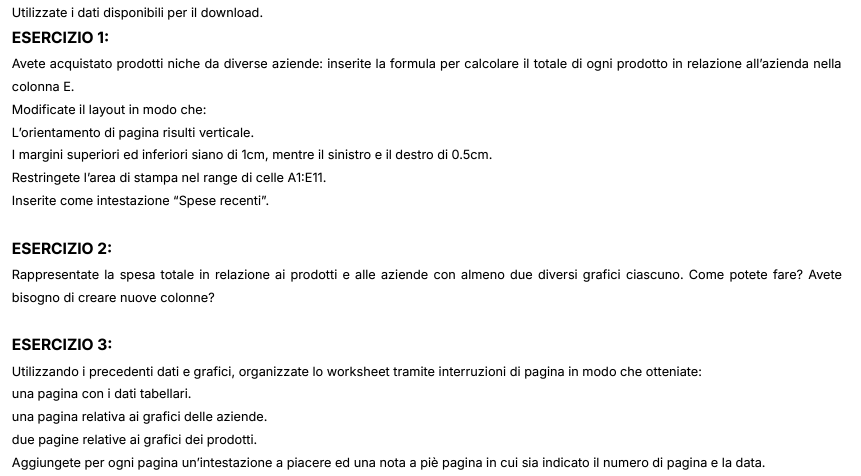 Utilizzate i dati disponibili per il download.
ESERCIZIO 1:
Avete acquistato prodotti niche da diverse aziende: inserite la formula per calcolare il totale di ogni prodotto in relazione all’azienda nella
colonna E.
Modificate il layout in modo che:
L’orientamento di pagina risulti verticale.
I margini superiori ed inferiori siano di 1cm, mentre il sinistro e il destro di 0.5cm.
Restringete l’area di stampa nel range di celle A1:E11.
Inserite come intestazione “Spese recenti”.
ESERCIZIO 2:
Rappresentate la spesa totale in relazione ai prodotti e alle aziende con almeno due diversi grafici ciascuno. Come potete fare? Avete
bisogno di creare nuove colonne?
ESERCIZIO 3:
Utilizzando i precedenti dati e grafici, organizzate lo worksheet tramite interruzioni di pagina in modo che otteniate:
una pagina con i dati tabellari.
una pagina relativa ai grafici delle aziende.
due pagine relative ai grafici dei prodotti.
Aggiungete per ogni pagina un’intestazione a piacere ed una nota a piè pagina in cui sia indicato il numero di pagina e la data.